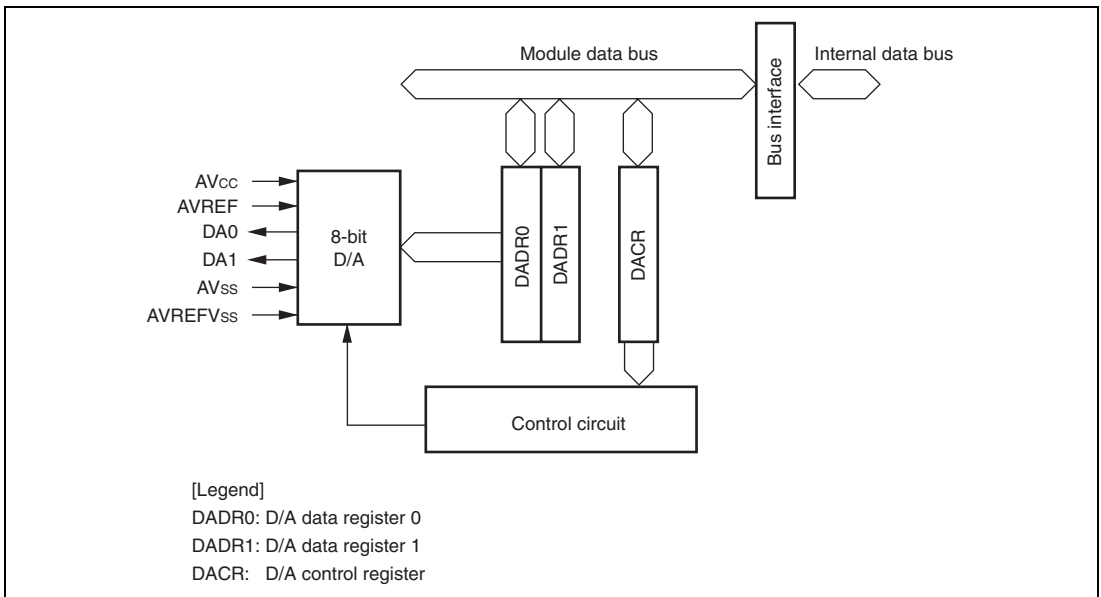 Module data bus
Internal data bus
Bus interface
AVCC
AVREF
DA0
DA1
AVSS
AVREFVSS
8-bit
D/A
DADR0
DADR1
DACR
Control circuit
[Legend]
DADR0: D/A data register 0
DADR1: D/A data register 1
DACR: D/A control register